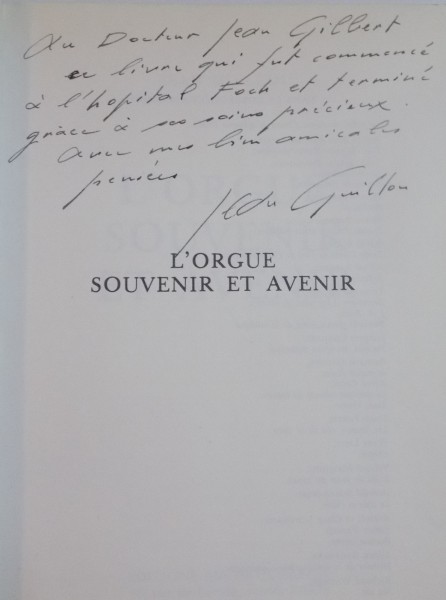 Au Docteur Jean Gilbert
ce livre qui fut commencé
à l'hopital Foch et terminé
grâce à ses soins précieux.
Avec mes bien amicales
pensées
Jean Guillou
L'ORGUE
SOUVENIR ET AVENIR